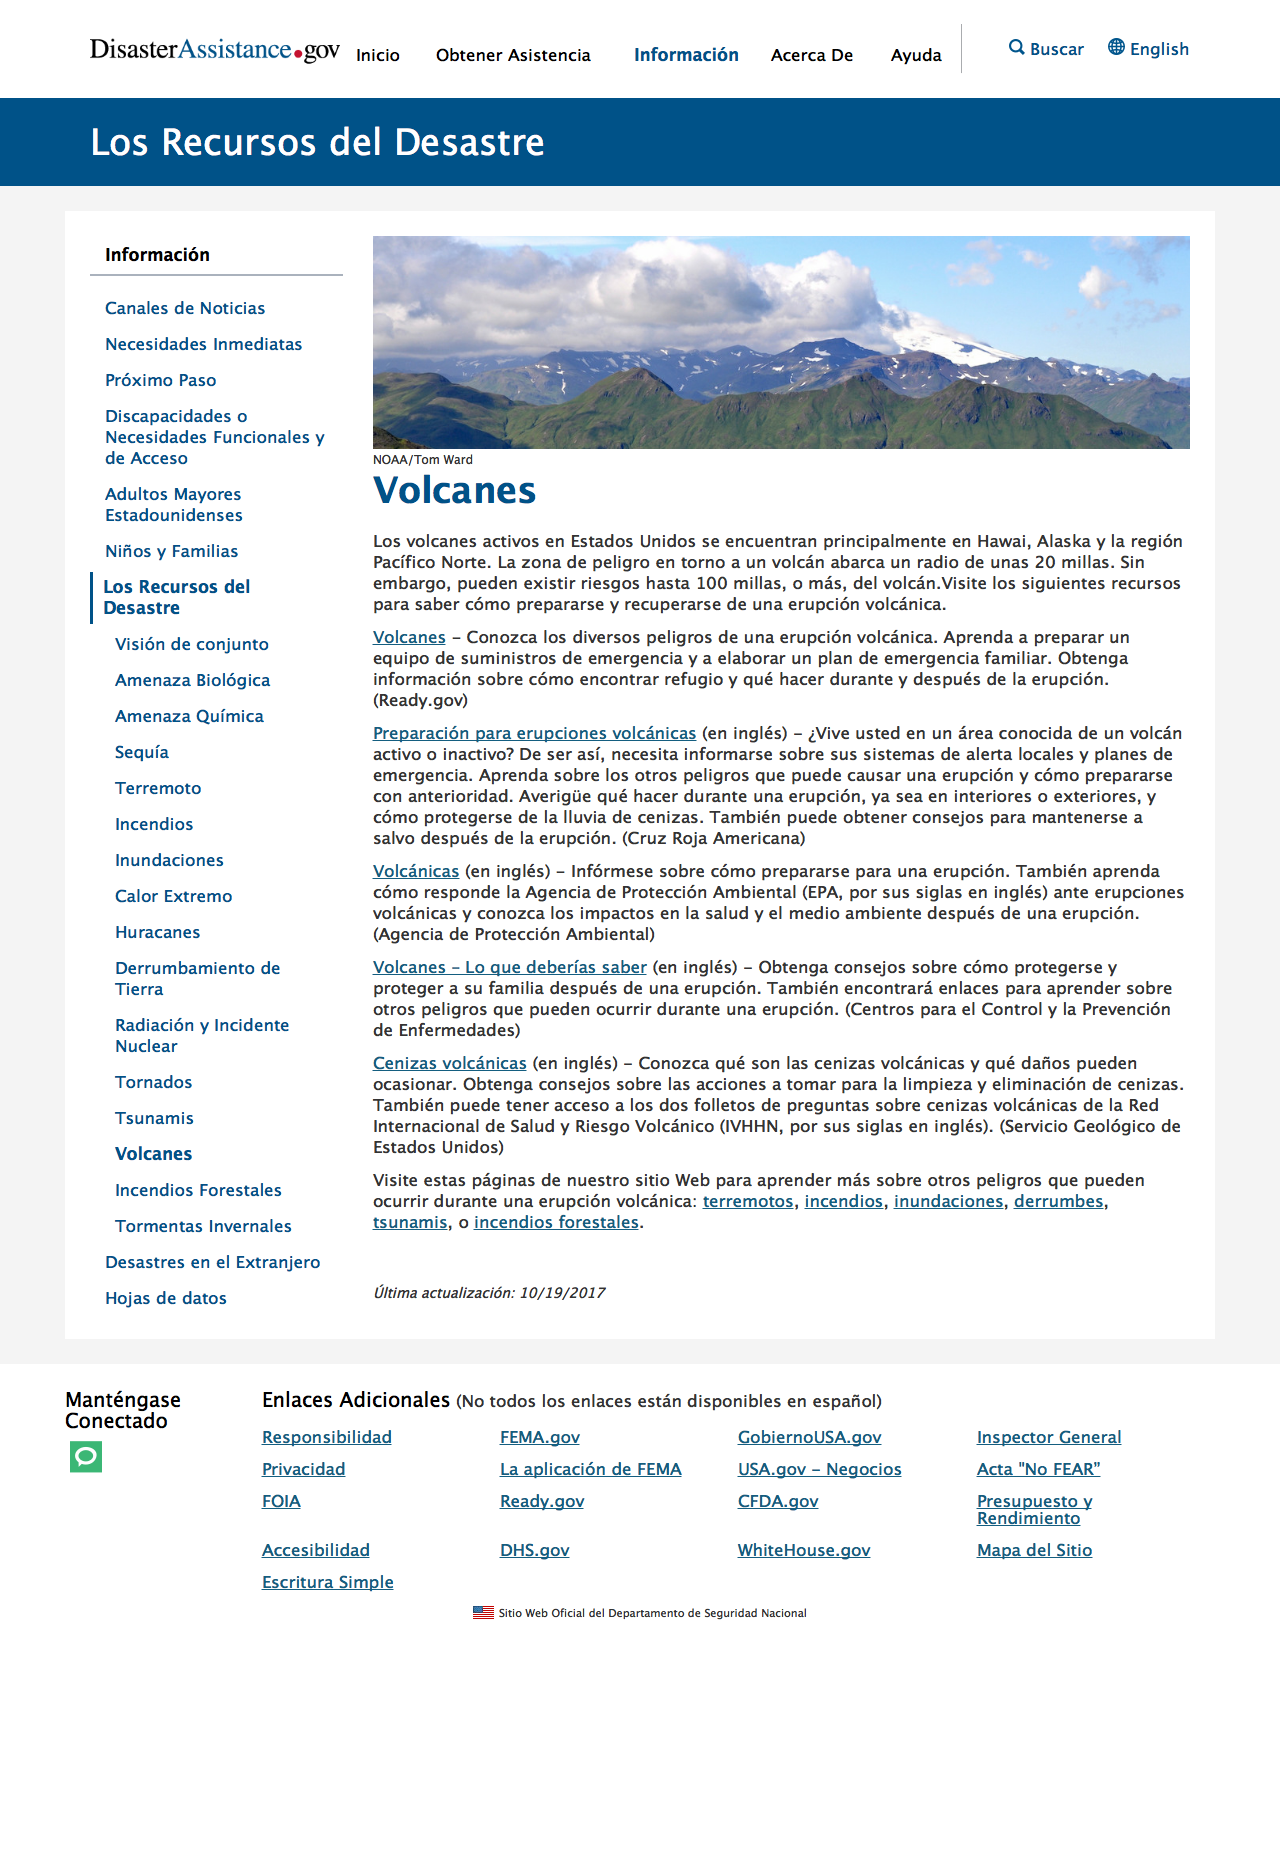 DisasterAssistance.gov
Inicio
Obtener Asistencia
Información
Acerca De
Ayuda
Buscar
English
Los Recursos del Desastre
Información
Canales de Noticias
Necesidades Inmediatas
Próximo Paso
Discapacidades o
Necesidades Funcionales y
de Acceso
Adultos Mayores
Estadounidenses
Niños y Familias
Los Recursos del
Desastre
Visión de conjunto
Amenaza Biológica
Amenaza Química
Sequía
Terremoto
Incendios
Inundaciones
Calor Extremo
Huracanes
Derrumbamiento de
Tierra
Radiación y Incidente
Nuclear
Tornados
Tsunamis
Volcanes
Incendios Forestales
Tormentas Invernales
Desastres en el Extranjero
Hojas de datos
NOAA/Tom Ward
Volcanes
Los volcanes activos en Estados Unidos se encuentran principalmente en Hawai, Alaska y la región
Pacífico Norte. La zona de peligro en torno a un volcán abarca un radio de unas 20 millas. Sin
embargo, pueden existir riesgos hasta 100 millas, o más, del volcán.Visite los siguientes recursos
para saber cómo prepararse y recuperarse de una erupción volcánica.
Volcanes – Conozca los diversos peligros de una erupción volcánica. Aprenda a preparar un
equipo de suministros de emergencia y a elaborar un plan de emergencia familiar. Obtenga
información sobre cómo encontrar refugio y qué hacer durante y después de la erupción.
(Ready.gov)
Preparación para erupciones volcánicas (en inglés) – ¿Vive usted en un área conocida de un volcán
activo o inactivo? De ser así, necesita informarse sobre sus sistemas de alerta locales y planes de
emergencia. Aprenda sobre los otros peligros que puede causar una erupción y cómo prepararse
con anterioridad. Averigüe qué hacer durante una erupción, ya sea en interiores o exteriores, y
cómo protegerse de la lluvia de cenizas. También puede obtener consejos para mantenerse a
salvo después de la erupción. (Cruz Roja Americana)
Volcánicas (en inglés) – Infórmese sobre cómo prepararse para una erupción. También aprenda
cómo responde la Agencia de Protección Ambiental (EPA, por sus siglas en inglés) ante erupciones
volcánicas y conozca los impactos en la salud y el medio ambiente después de una erupción.
(Agencia de Protección Ambiental)
Volcanes – Lo que deberías saber (en inglés) – Obtenga consejos sobre cómo protegerse y
proteger a su familia después de una erupción. También encontrará enlaces para aprender sobre
otros peligros que pueden ocurrir durante una erupción. (Centros para el Control y la Prevención
de Enfermedades)
Cenizas volcánicas (en inglés) – Conozca qué son las cenizas volcánicas y qué daños pueden
ocasionar. Obtenga consejos sobre las acciones a tomar para la limpieza y eliminación de cenizas.
También puede tener acceso a los dos folletos de preguntas sobre cenizas volcánicas de la Red
Internacional de Salud y Riesgo Volcánico (IVHHN, por sus siglas en inglés). (Servicio Geológico de
Estados Unidos)
Visite estas páginas de nuestro sitio Web para aprender más sobre otros peligros que pueden
ocurrir durante una erupción volcánica: terremotos, incendios, inundaciones, derrumbes,
tsunamis, o incendios forestales.
Última actualización: 10/19/2017
Manténgase
Conectado
Enlaces Adicionales (No todos los enlaces están disponibles en español)
Responsibilidad
FEMA.gov
GobiernoUSA.gov
Inspector General
Privacidad
La aplicación de FEMA
USA.gov – Negocios
Acta "No FEAR”
FOIA
Ready.gov
CFDA.gov
Presupuesto y
Rendimiento
Accesibilidad
DHS.gov
WhiteHouse.gov
Mapa del Sitio
Escritura Simple
Sitio Web Oficial del Departamento de Seguridad Nacional